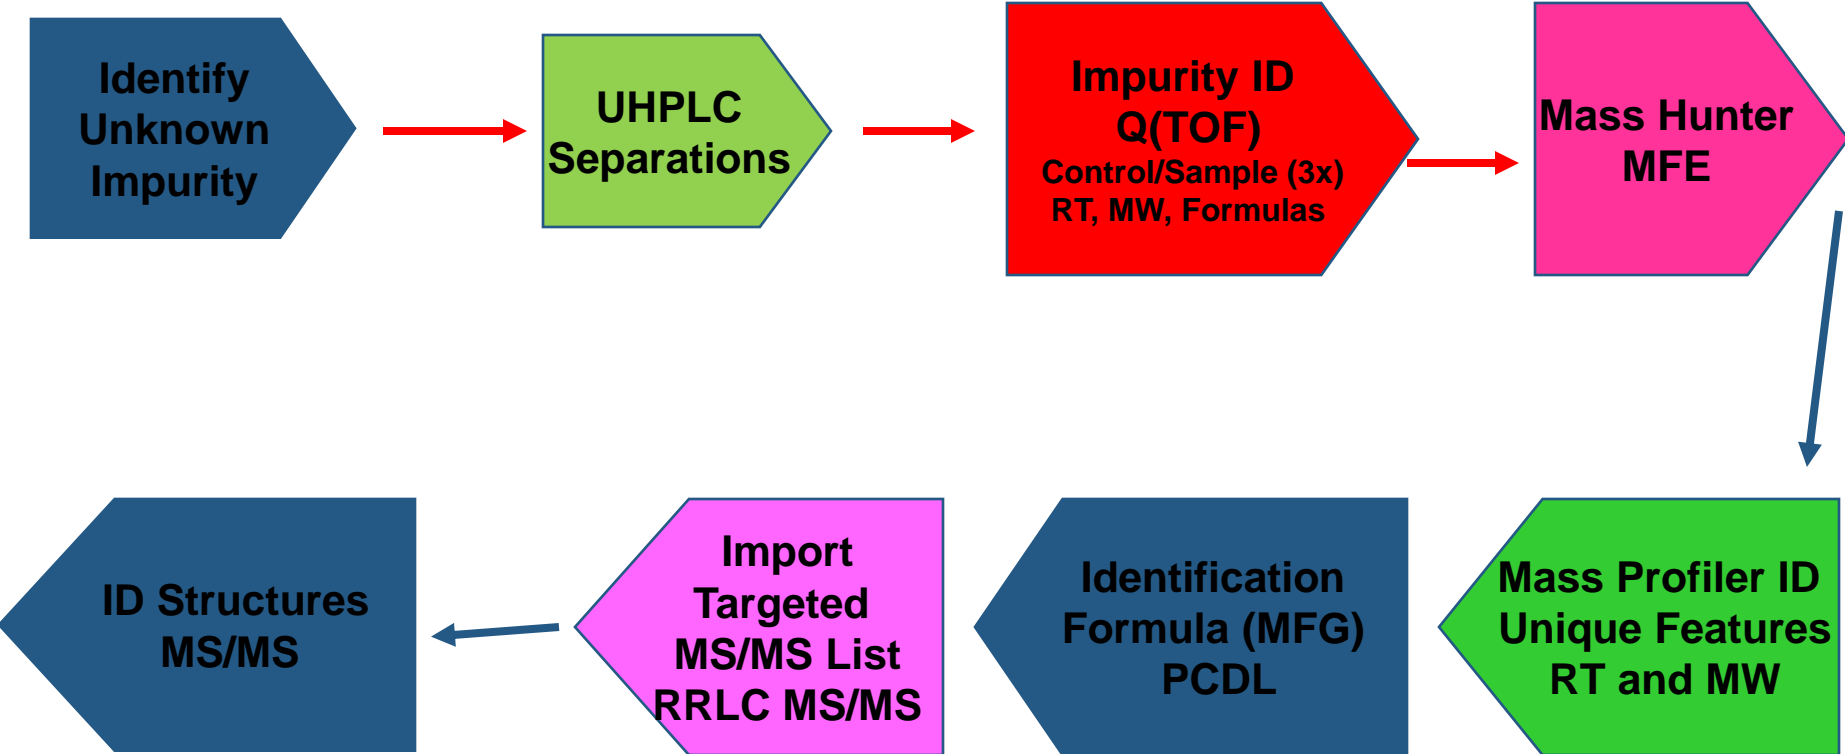 Identify
Unknown
Impurity
UHPLC
Separations
Impurity ID
Q(TOF)
Control/Sample (3x)
RT, MW, Formulas
Mass Hunter
MFE
Mass Profiler ID
Unique Features
RT and MW
Identification
Formula (MFG)
PCDL
Import
Targeted
MS/MS List
RRLC MS/MS
ID Structures
MS/MS